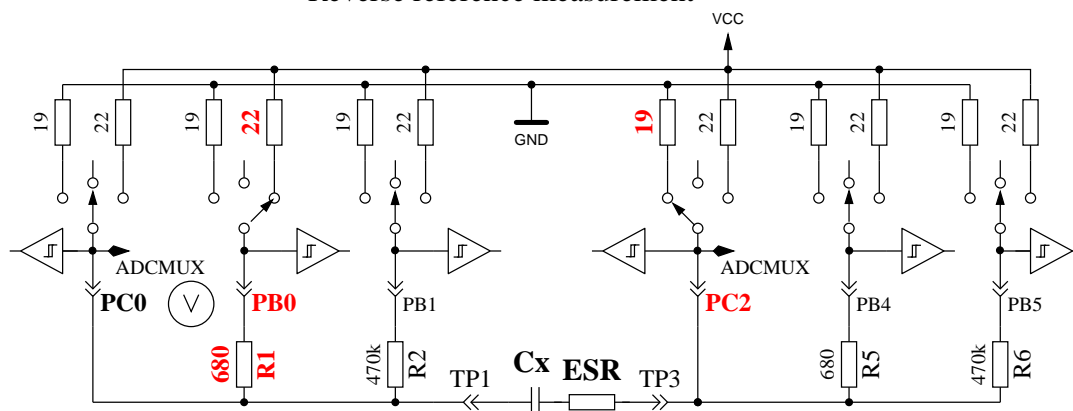 Reverse reference measurement
VCC
19 22 19 22 19 22 GND 19 22 19 22 19 22
ADCMUX ADCMUX
PC0 V PB0 PB1 PC2 PB4 PB5
680 R1 470k R2 680 R5 470k R6
TP1 Cx ESR TP3